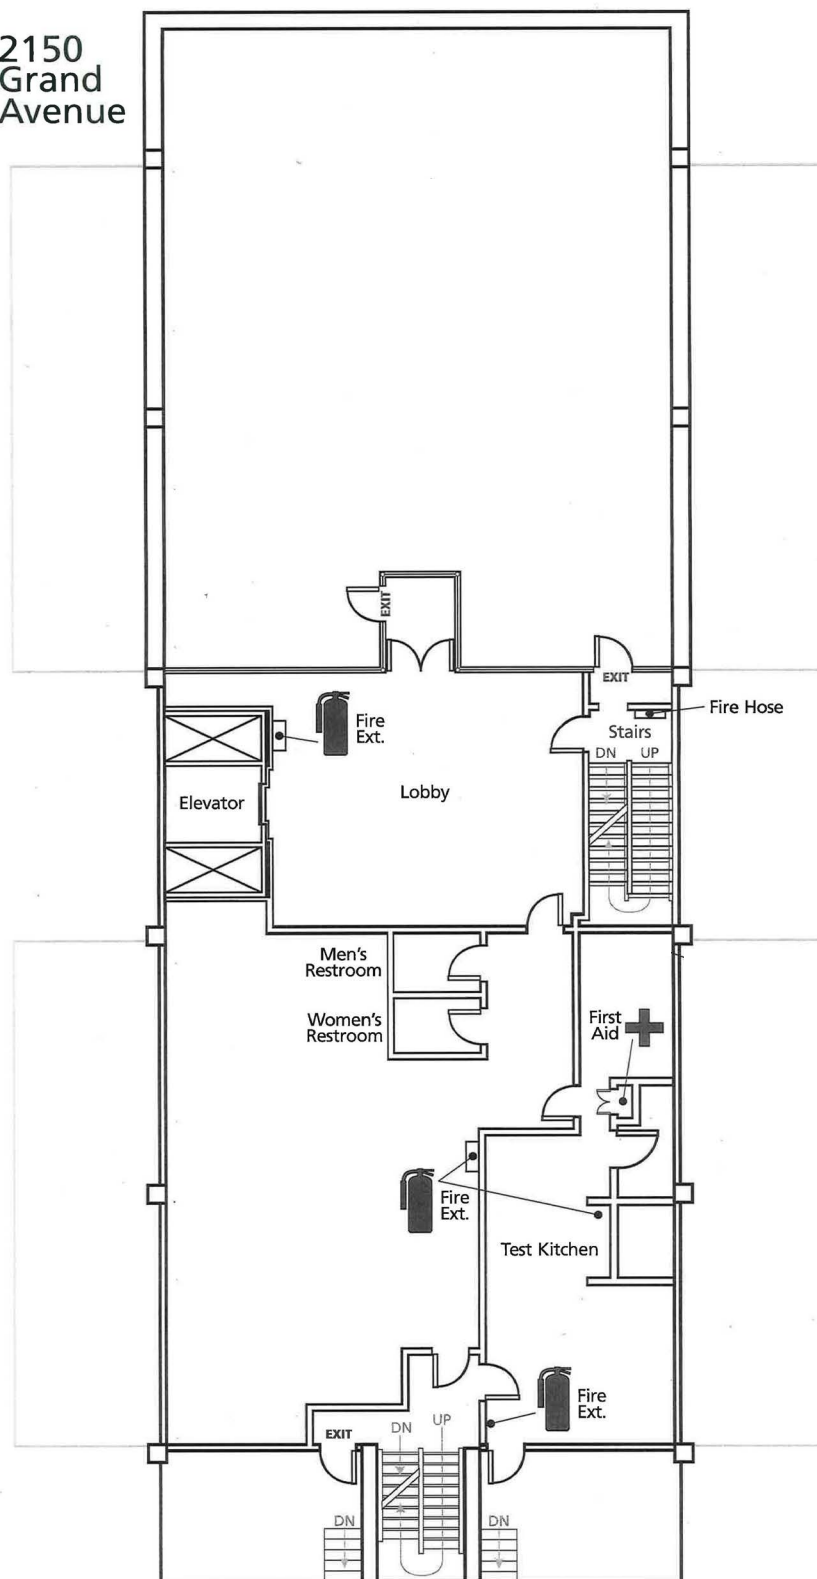 2150
Grand
Avenue
EXIT
EXIT
Fire Hose
Fire
Ext.
Stairs
DN UP
Elevator
Lobby
Men's
Restroom
Women's
Restroom
First
Aid
Fire
Ext.
Test Kitchen
Fire
Ext.
EXIT
DN
UP
DN
DN